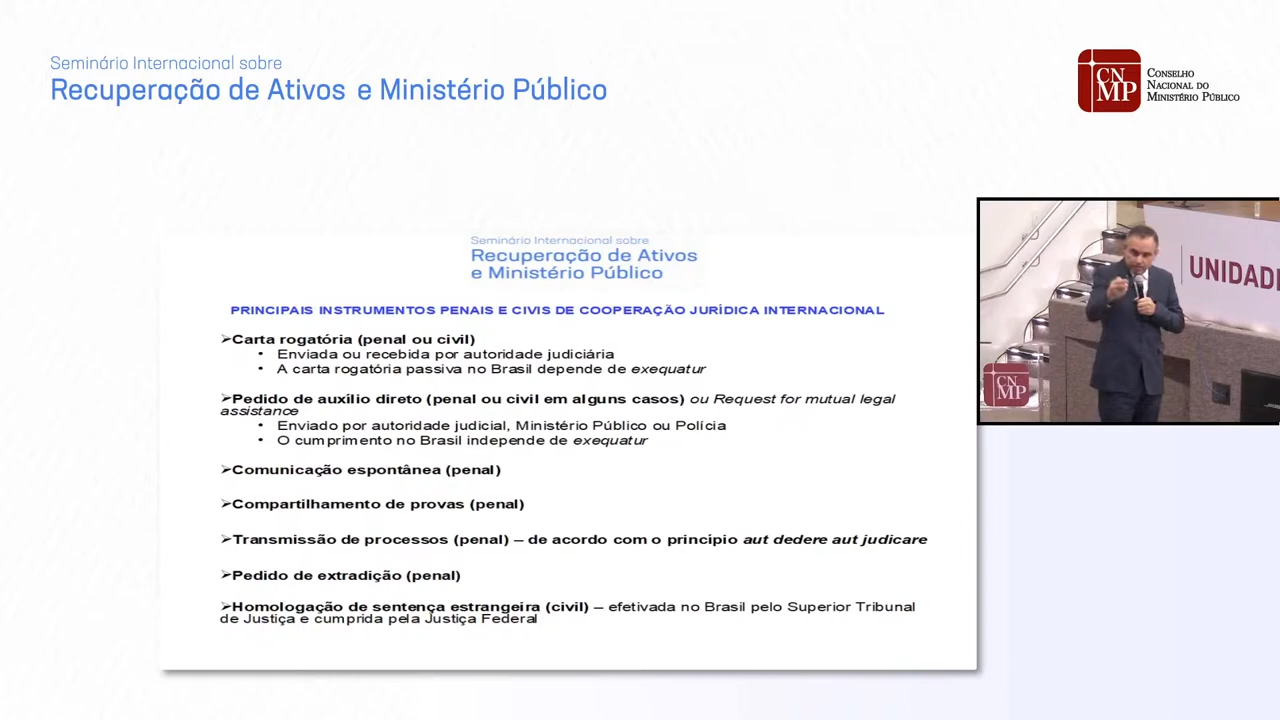 Seminário Internacional sobre
Recuperação de Ativos e Ministério Público
CN
MP
CONSELHO
NACIONAL DO
MINISTÉRIO PÚBLICO
Seminário Internacional sobre
Recuperação de Ativos
e Ministério Público
PRINCIPAIS INSTRUMENTOS PENAIS E CIVIS DE COOPERAÇÃO JURÍDICA INTERNACIONAL
➢Carta rogatória (penal ou civil)
• Enviada ou recebida por autoridade judiciária
• A carta rogatória passiva no Brasil depende de exequatur
➢Pedido de auxílio direto (penal ou civil em alguns casos) ou Request for mutual legal
assistance
• Enviado por autoridade judicial, Ministério Público ou Polícia
• O cumprimento no Brasil independe de exequatur
➢Comunicação espontânea (penal)
➢Compartilhamento de provas (penal)
➢Transmissão de processos (penal) – de acordo com o princípio aut dedere aut judicare
➢Pedido de extradição (penal)
➢Homologação de sentença estrangeira (civil) – efetivada no Brasil pelo Superior Tribunal
de Justiça e cumprida pela Justiça Federal
UNIDADE
CN
MP